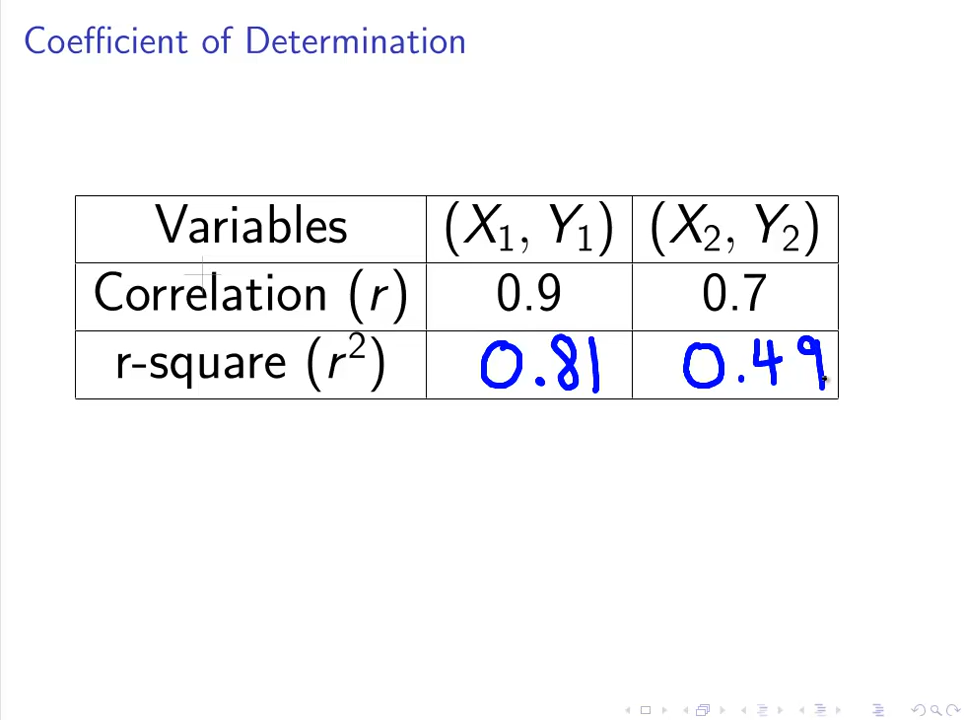 Coefficient of Determination
Variables (X₁, Y₁) (X₂, Y₂)
Correlation (r) 0.9 0.7
r-square (r²) 0.81 0.49